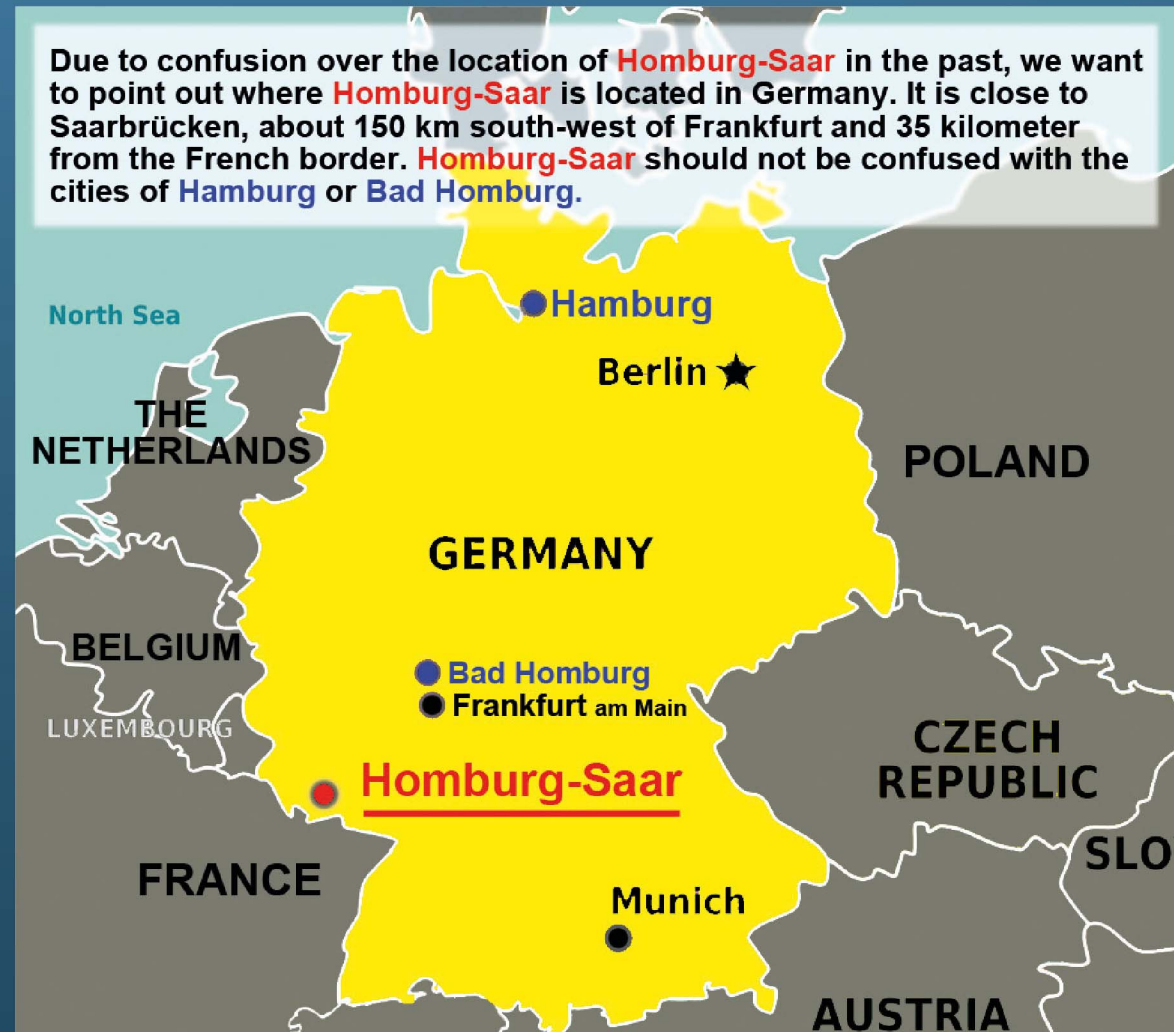 Due to confusion over the location of Homburg-Saar in the past, we want
to point out where Homburg-Saar is located in Germany. It is close to
Saarbrücken, about 150 km south-west of Frankfurt and 35 kilometer
from the French border. Homburg-Saar should not be confused with the
cities of Hamburg or Bad Homburg.
North Sea
Hamburg
Berlin
THE
NETHERLANDS
POLAND
GERMANY
BELGIUM
Bad Homburg
Frankfurt am Main
LUXEMBOURG
CZECH
REPUBLIC
Homburg-Saar
SLO
FRANCE
Munich
AUSTRIA